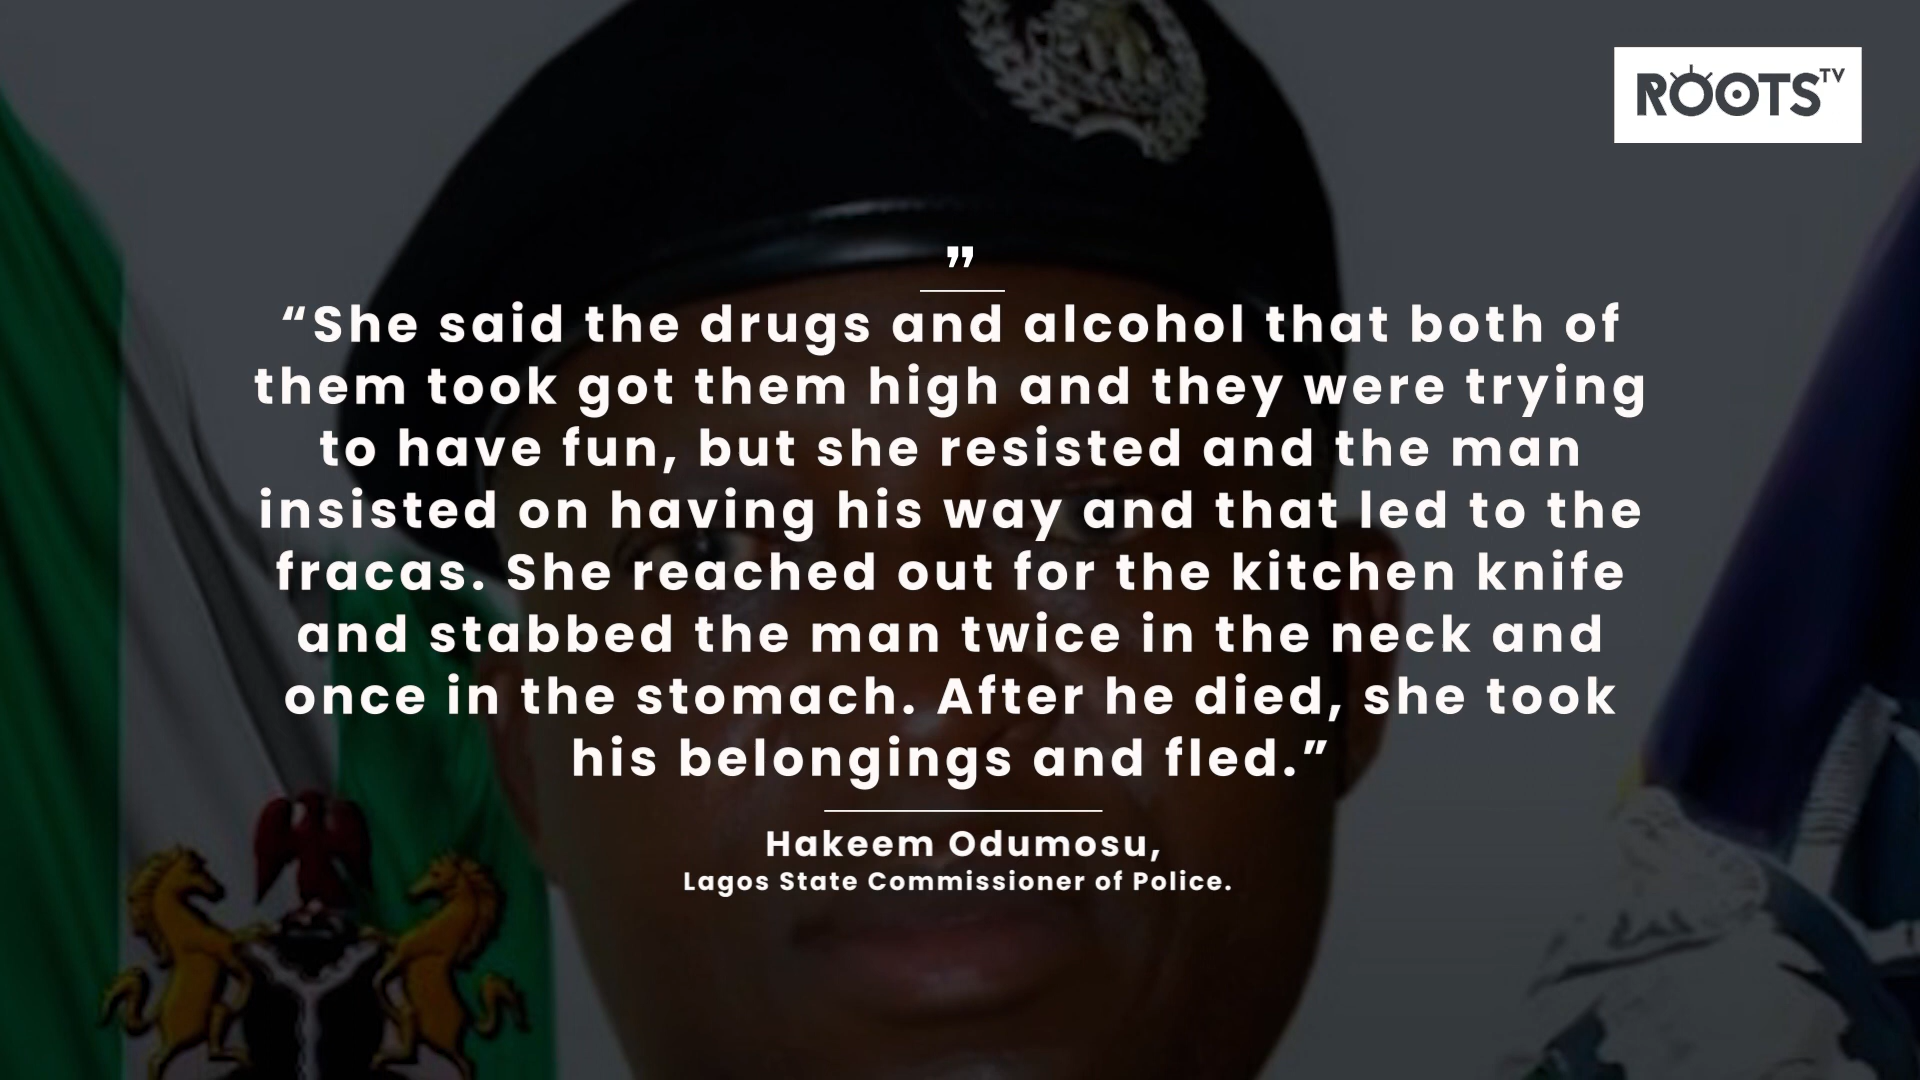 ROOTS TV
”
“She said the drugs and alcohol that both of
them took got them high and they were trying
to have fun, but she resisted and the man
insisted on having his way and that led to the
fracas. She reached out for the kitchen knife
and stabbed the man twice in the neck and
once in the stomach. After he died, she took
his belongings and fled.”
Hakeem Odumosu,
Lagos State Commissioner of Police.